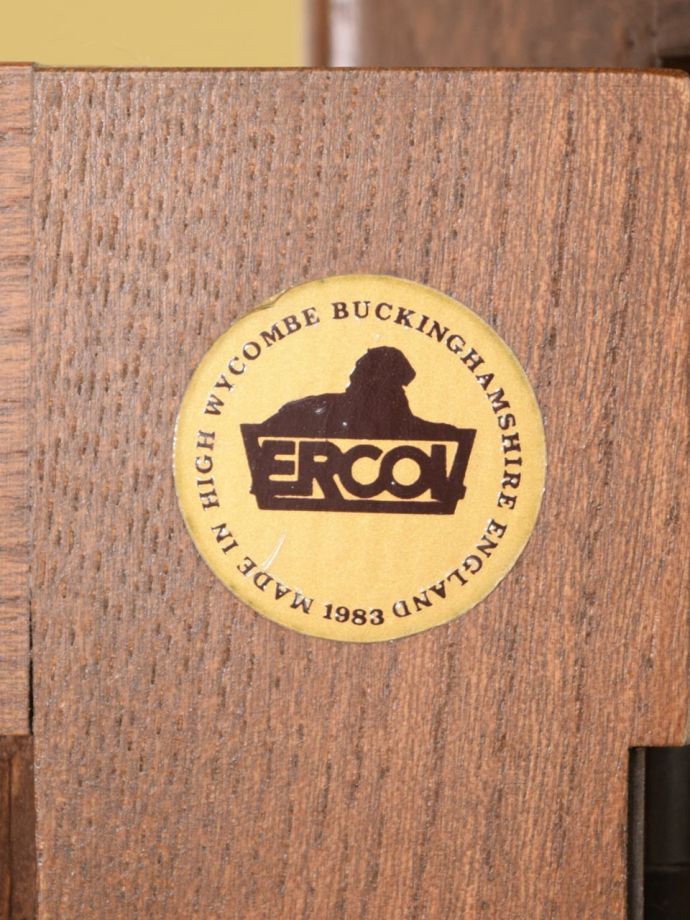 MADE IN HIGH WYCOMBE BUCKINGHAMSHIRE ENGLAND
ERCOL
1983